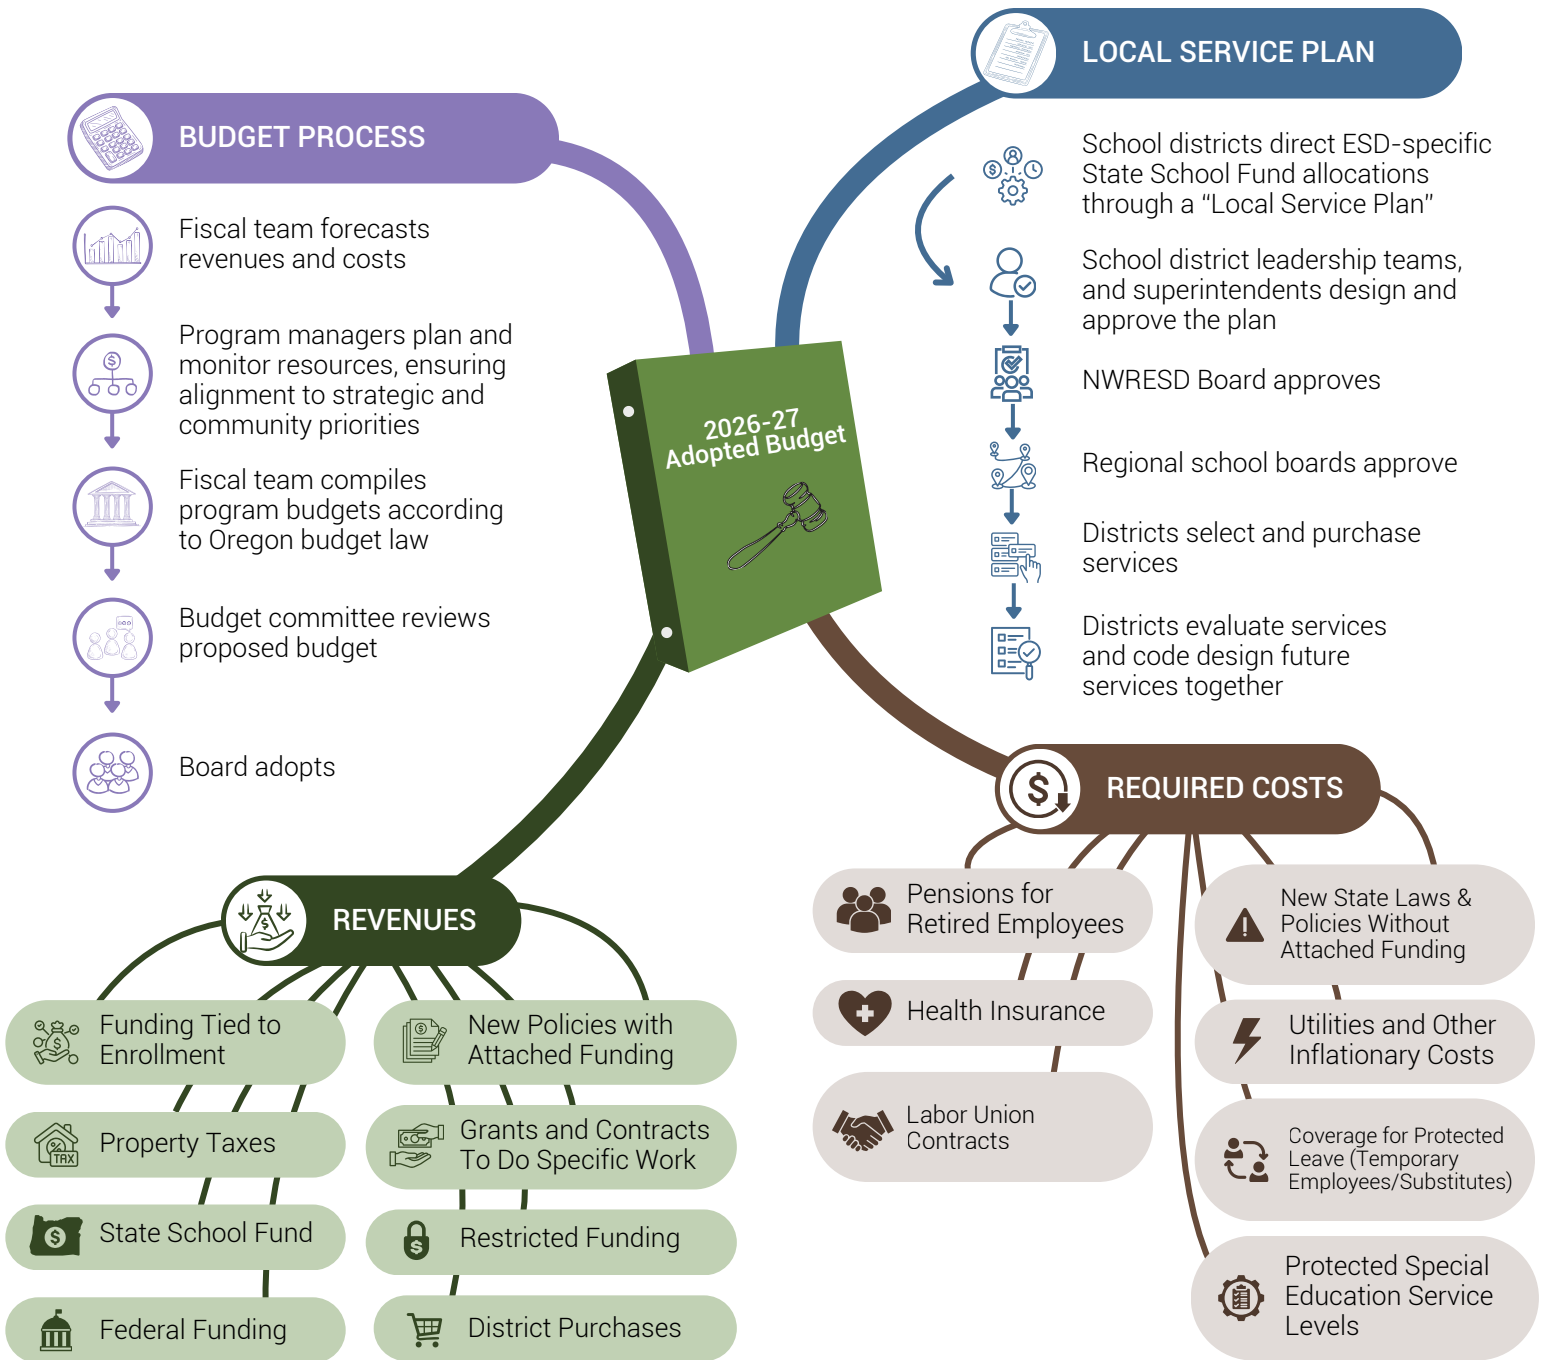 BUDGET PROCESS
Fiscal team forecasts
revenues and costs
Program managers plan and
monitor resources, ensuring
alignment to strategic and
community priorities
Fiscal team compiles
program budgets according
to Oregon budget law
Budget committee reviews
proposed budget
Board adopts
LOCAL SERVICE PLAN
School districts direct ESD-specific
State School Fund allocations
through a “Local Service Plan”
School district leadership teams,
and superintendents design and
approve the plan
NWRESD Board approves
Regional school boards approve
Districts select and purchase
services
Districts evaluate services
and code design future
services together
2026-27
Adopted Budget
REVENUES
Funding Tied to
Enrollment
Property Taxes
TAX
State School Fund
Federal Funding
New Policies with
Attached Funding
Grants and Contracts
To Do Specific Work
Restricted Funding
District Purchases
REQUIRED COSTS
Pensions for
Retired Employees
Health Insurance
Labor Union
Contracts
New State Laws &
Policies Without
Attached Funding
Utilities and Other
Inflationary Costs
Coverage for Protected
Leave (Temporary
Employees/Substitutes)
Protected Special
Education Service
Levels